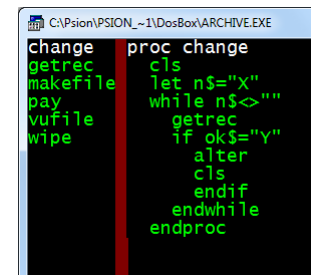 C:\Psion\PSION_~1\DosBox\ARCHIVE.EXE
change
getrec
makefile
pay
vufile
wipe
proc change
cls
let n$="X"
while n$<>""
getrec
if ok$="Y"
alter
cls
endif
endwhile
endproc